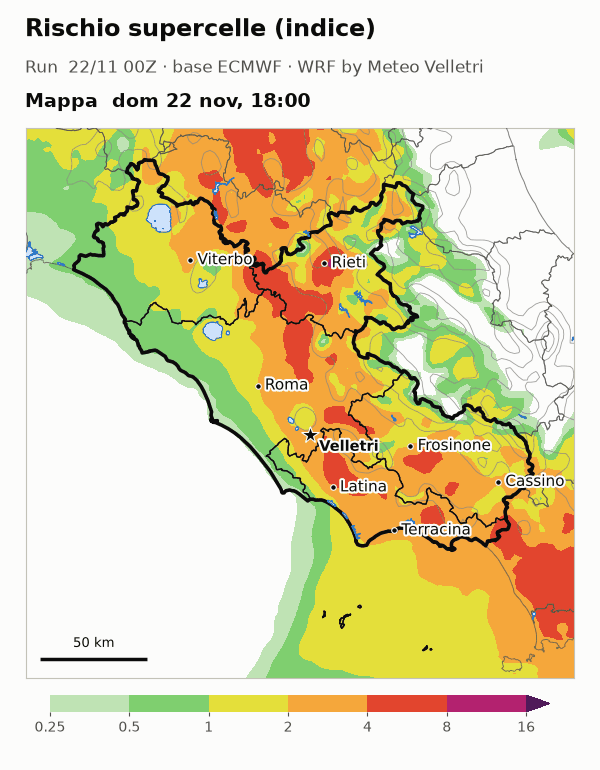 Rischio supercelle (indice)
Run  22/11 00Z · base ECMWF · WRF by Meteo Velletri
Mappa  dom 22 nov, 18:00
Viterbo
Rieti
Roma
Velletri
Frosinone
Latina
Cassino
Terracina
50 km
0.25 0.5 1 2 4 8 16